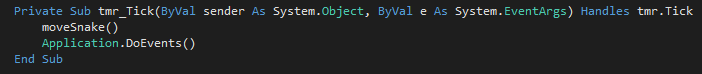 Private Sub tmr_Tick(ByVal sender As System.Object, ByVal e As System.EventArgs) Handles tmr.Tick
moveSnake()
Application.DoEvents()
End Sub